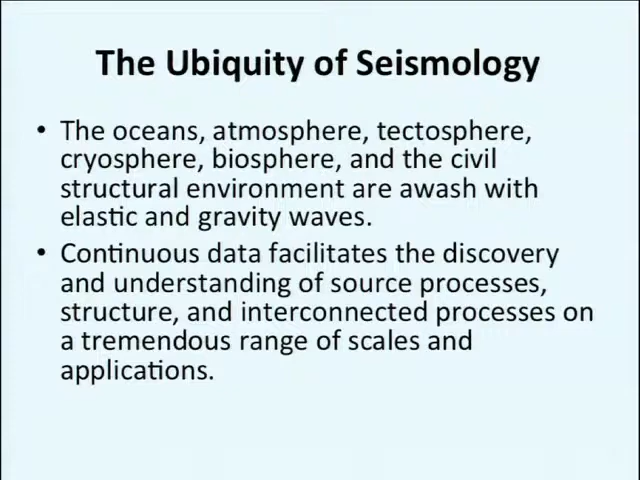 The Ubiquity of Seismology
• The oceans, atmosphere, tectosphere,
cryosphere, biosphere, and the civil
structural environment are awash with
elastic and gravity waves.
• Continuous data facilitates the discovery
and understanding of source processes,
structure, and interconnected processes on
a tremendous range of scales and
applications.